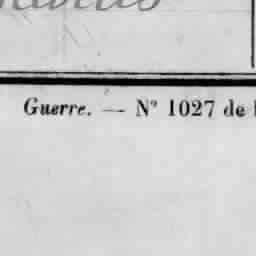 Guerre. — N° 1027 de